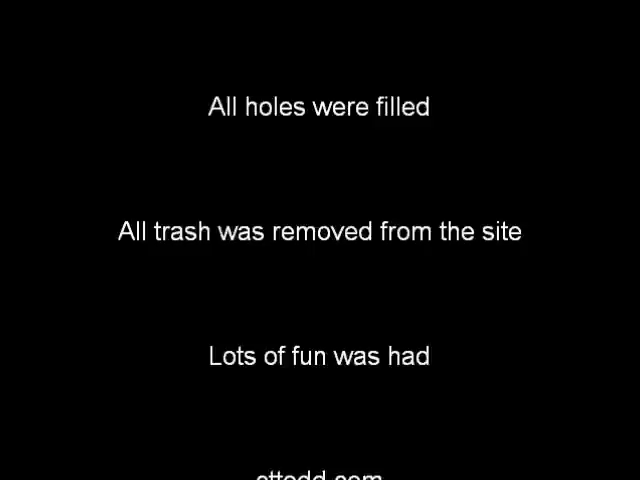 All holes were filled
All trash was removed from the site
Lots of fun was had